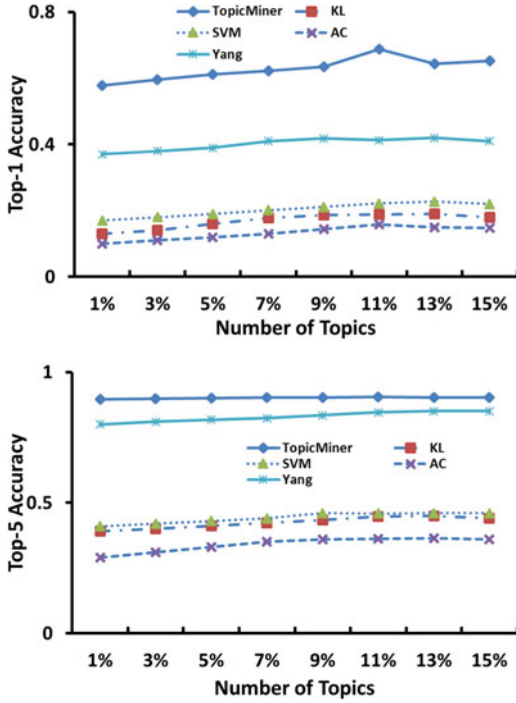 0.8
TopicMiner KL
SVM AC
Yang
Top-1 Accuracy
0.4
0
1% 3% 5% 7% 9% 11% 13% 15%
Number of Topics
1
TopicMiner KL
SVM AC
Yang
Top-5 Accuracy
0.5
0
1% 3% 5% 7% 9% 11% 13% 15%
Number of Topics